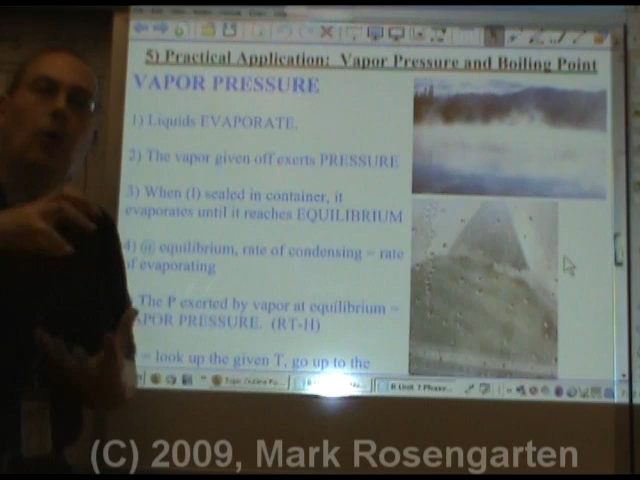 5) Practical Application: Vapor Pressure and Boiling Point
VAPOR PRESSURE
1) Liquids EVAPORATE.
2) The vapor given off exerts PRESSURE
3) When (l) sealed in container, it
evaporates until it reaches EQUILIBRIUM
4) @ equilibrium, rate of condensing = rate
of evaporating
The P exerted by vapor at equilibrium =
APOR PRESSURE. (RT-H)
= look up the given T, go up to the
(C) 2009, Mark Rosengarten